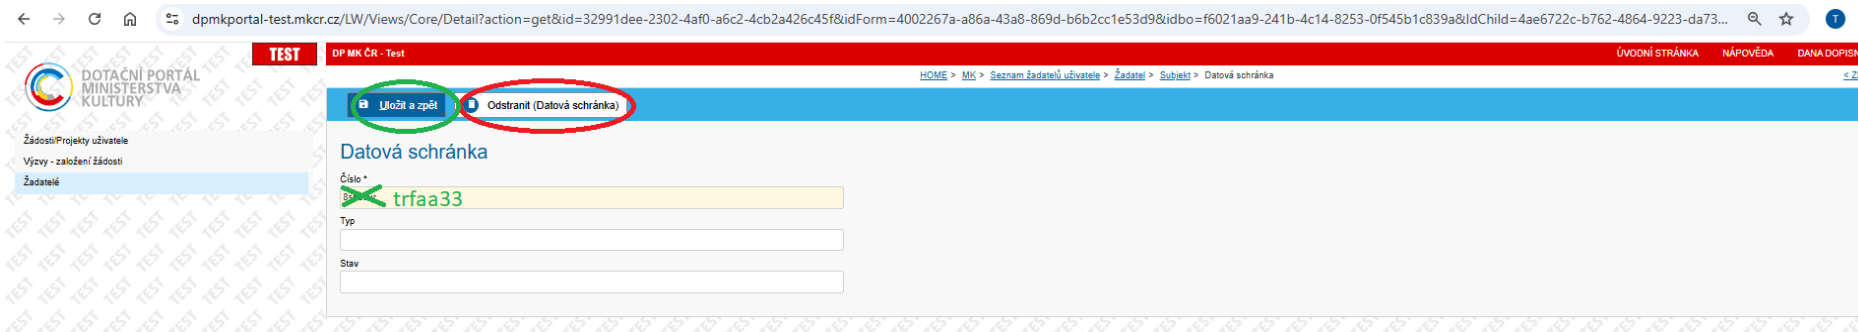 dpmkportal-test.mkcr.cz/LW/Views/Core/Detail?action=get&id=32991dee-2302-4af0-a6c2-4cb2a426c45f&idForm=4002267a-a86a-43a8-869d-b6b2cc1e53d9&idbo=f6021aa9-241b-4c14-8253-0f545b1c839a&IdChild=4ae6722c-b762-4864-9223-da73...
T
DOTAČNÍ PORTÁL
MINISTERSTVA
KULTURY
TEST
DP MK ČR - Test
ÚVODNÍ STRÁNKA NÁPOVĚDA DANA DOPISN
HOME > MK > Seznam žadatelů uživatele > Žadatel > Subjekt > Datová schránka
< Z
Uložit a zpět Odstranit (Datová schránka)
Žádosti/Projekty uživatele
Výzvy - založení žádosti
Žadatelé
Datová schránka
Číslo *
trfaa33
Typ
Stav